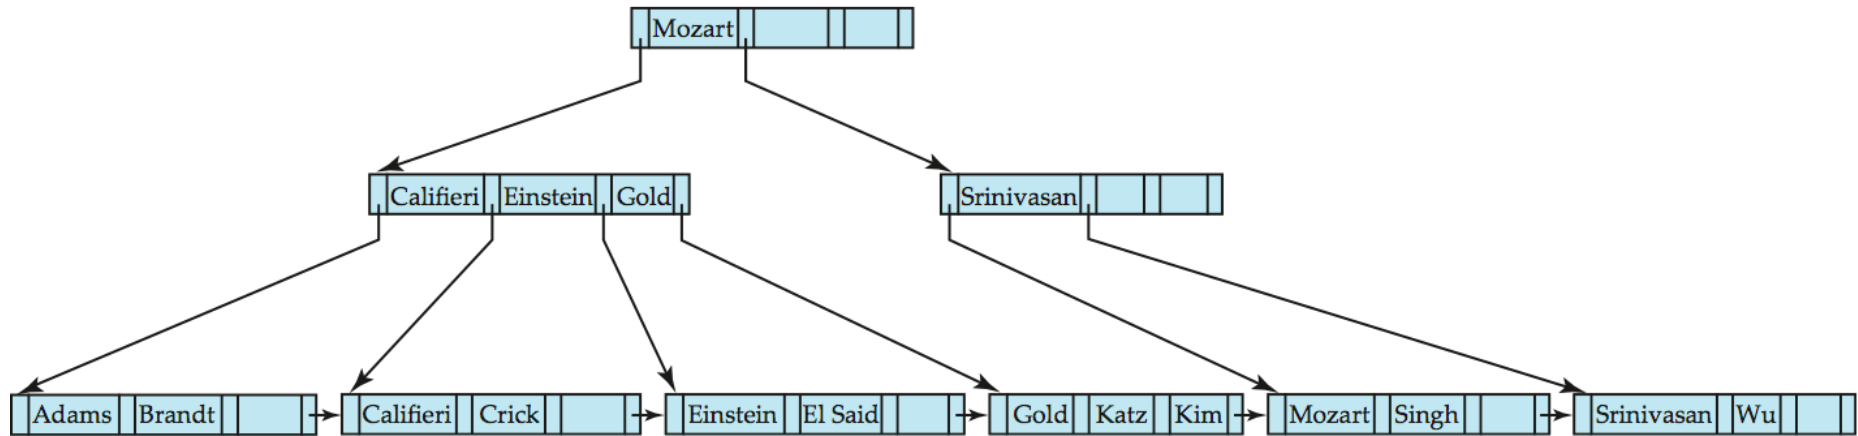 Mozart
Califieri Einstein Gold Srinivasan
Adams Brandt Califieri Crick Einstein El Said Gold Katz Kim Mozart Singh Srinivasan Wu